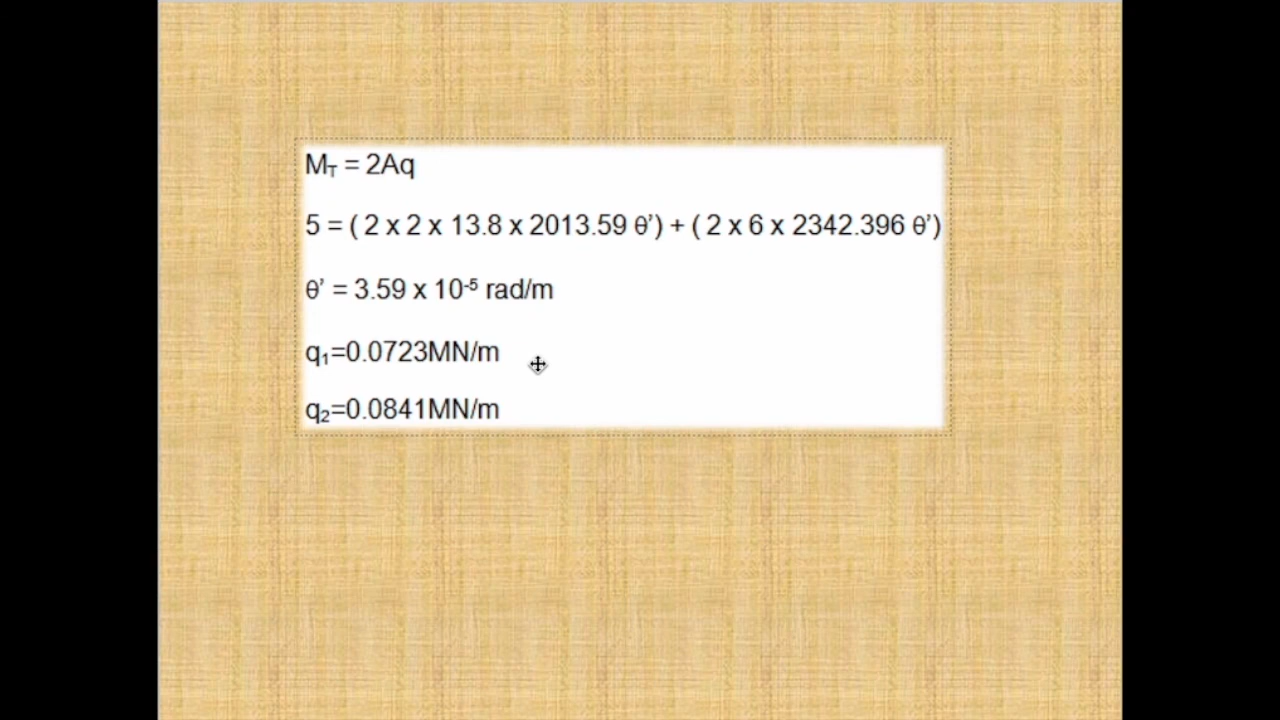 M_T = 2Aq
5 = ( 2 x 2 x 13.8 x 2013.59 θ’) + ( 2 x 6 x 2342.396 θ’)
θ’ = 3.59 x 10⁻⁵ rad/m
q₁=0.0723MN/m
q₂=0.0841MN/m